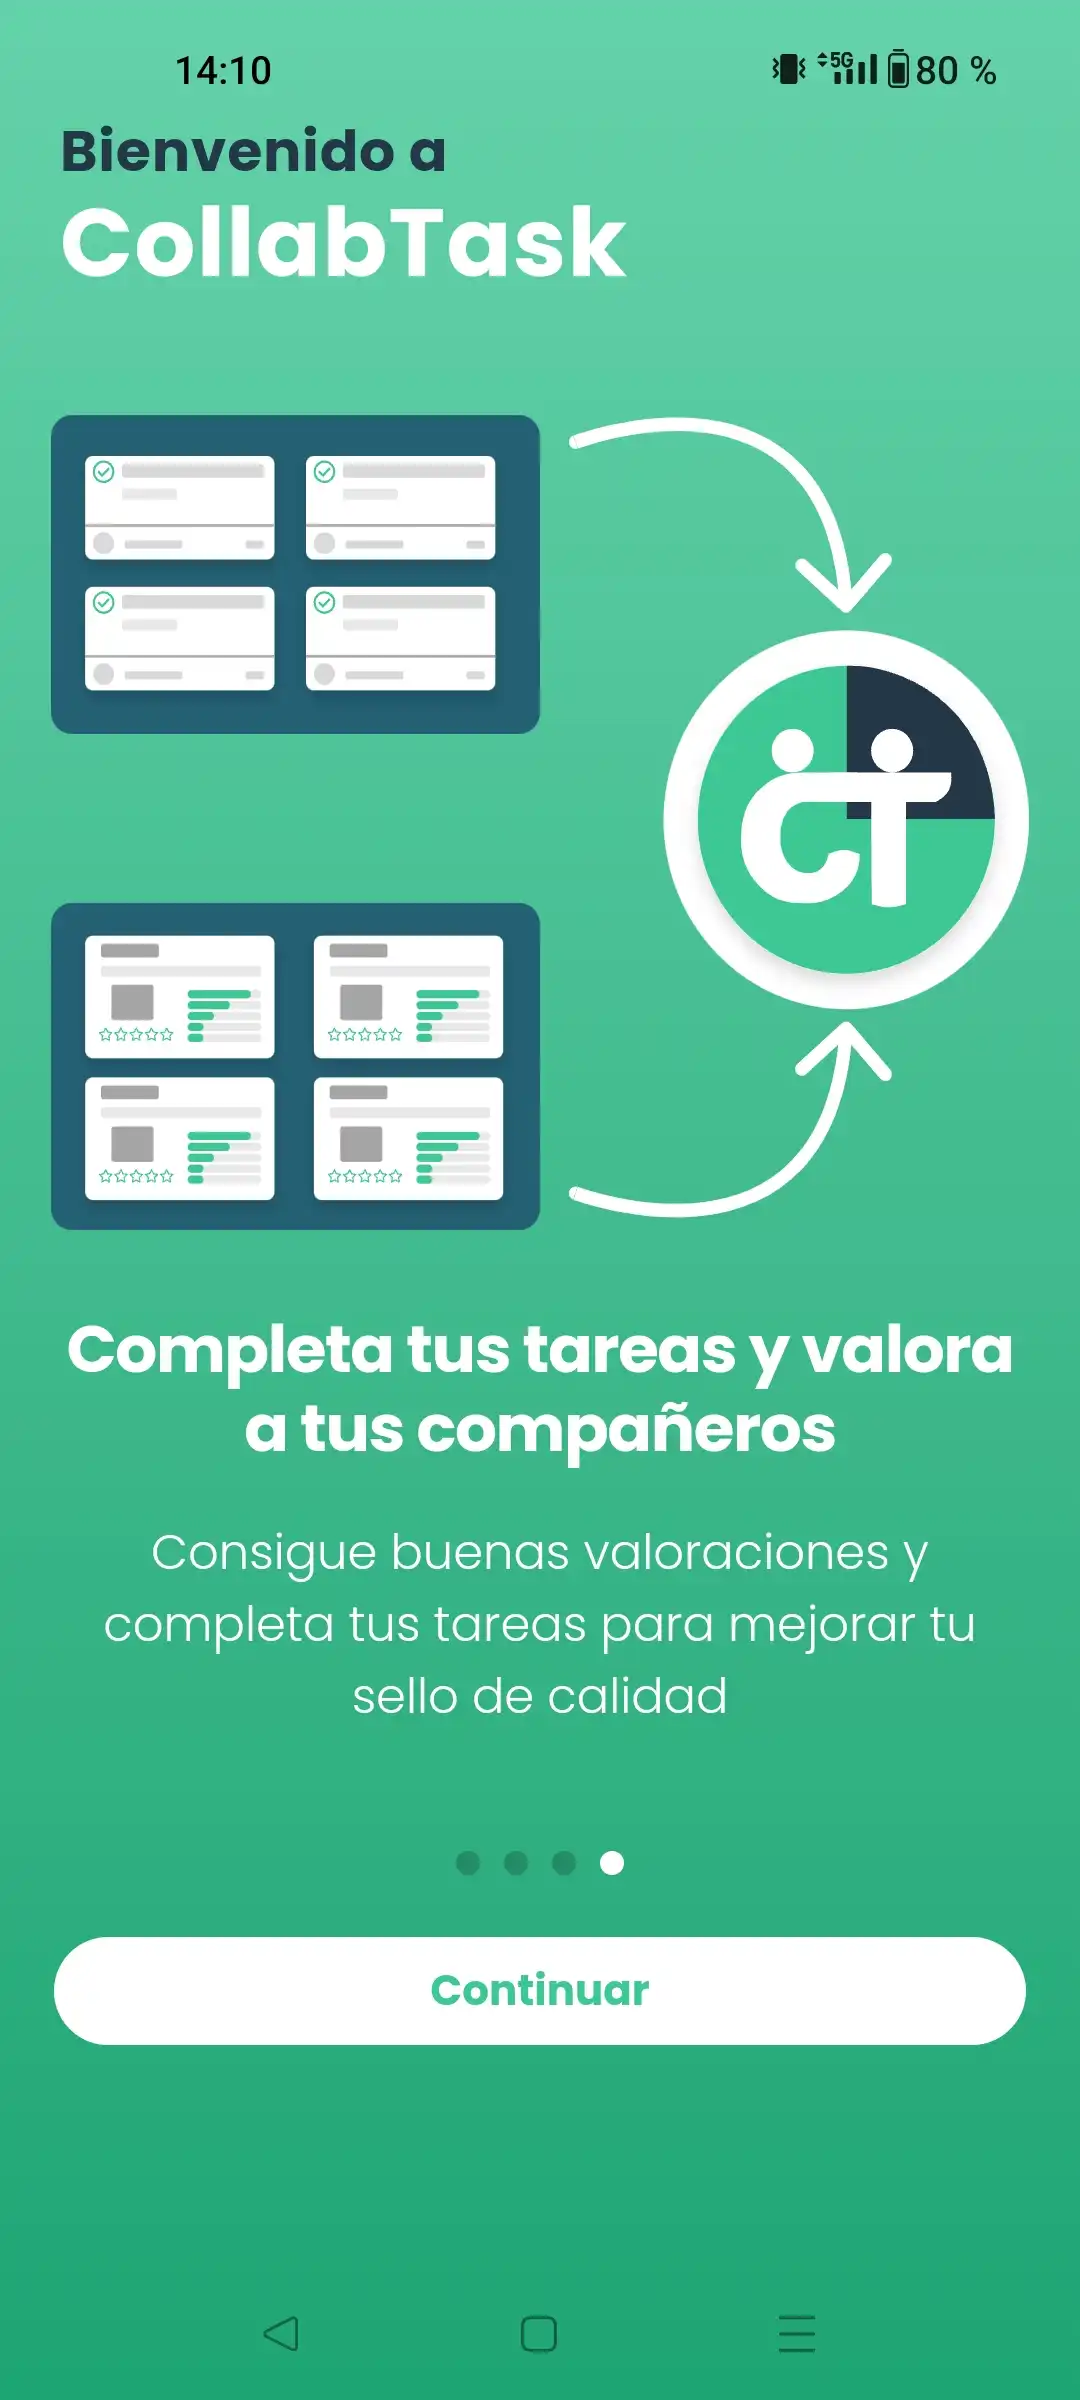 14:10
5G 80 %
Bienvenido a
CollabTask
CT
Completa tus tareas y valora
a tus compañeros
Consigue buenas valoraciones y
completa tus tareas para mejorar tu
sello de calidad
Continuar